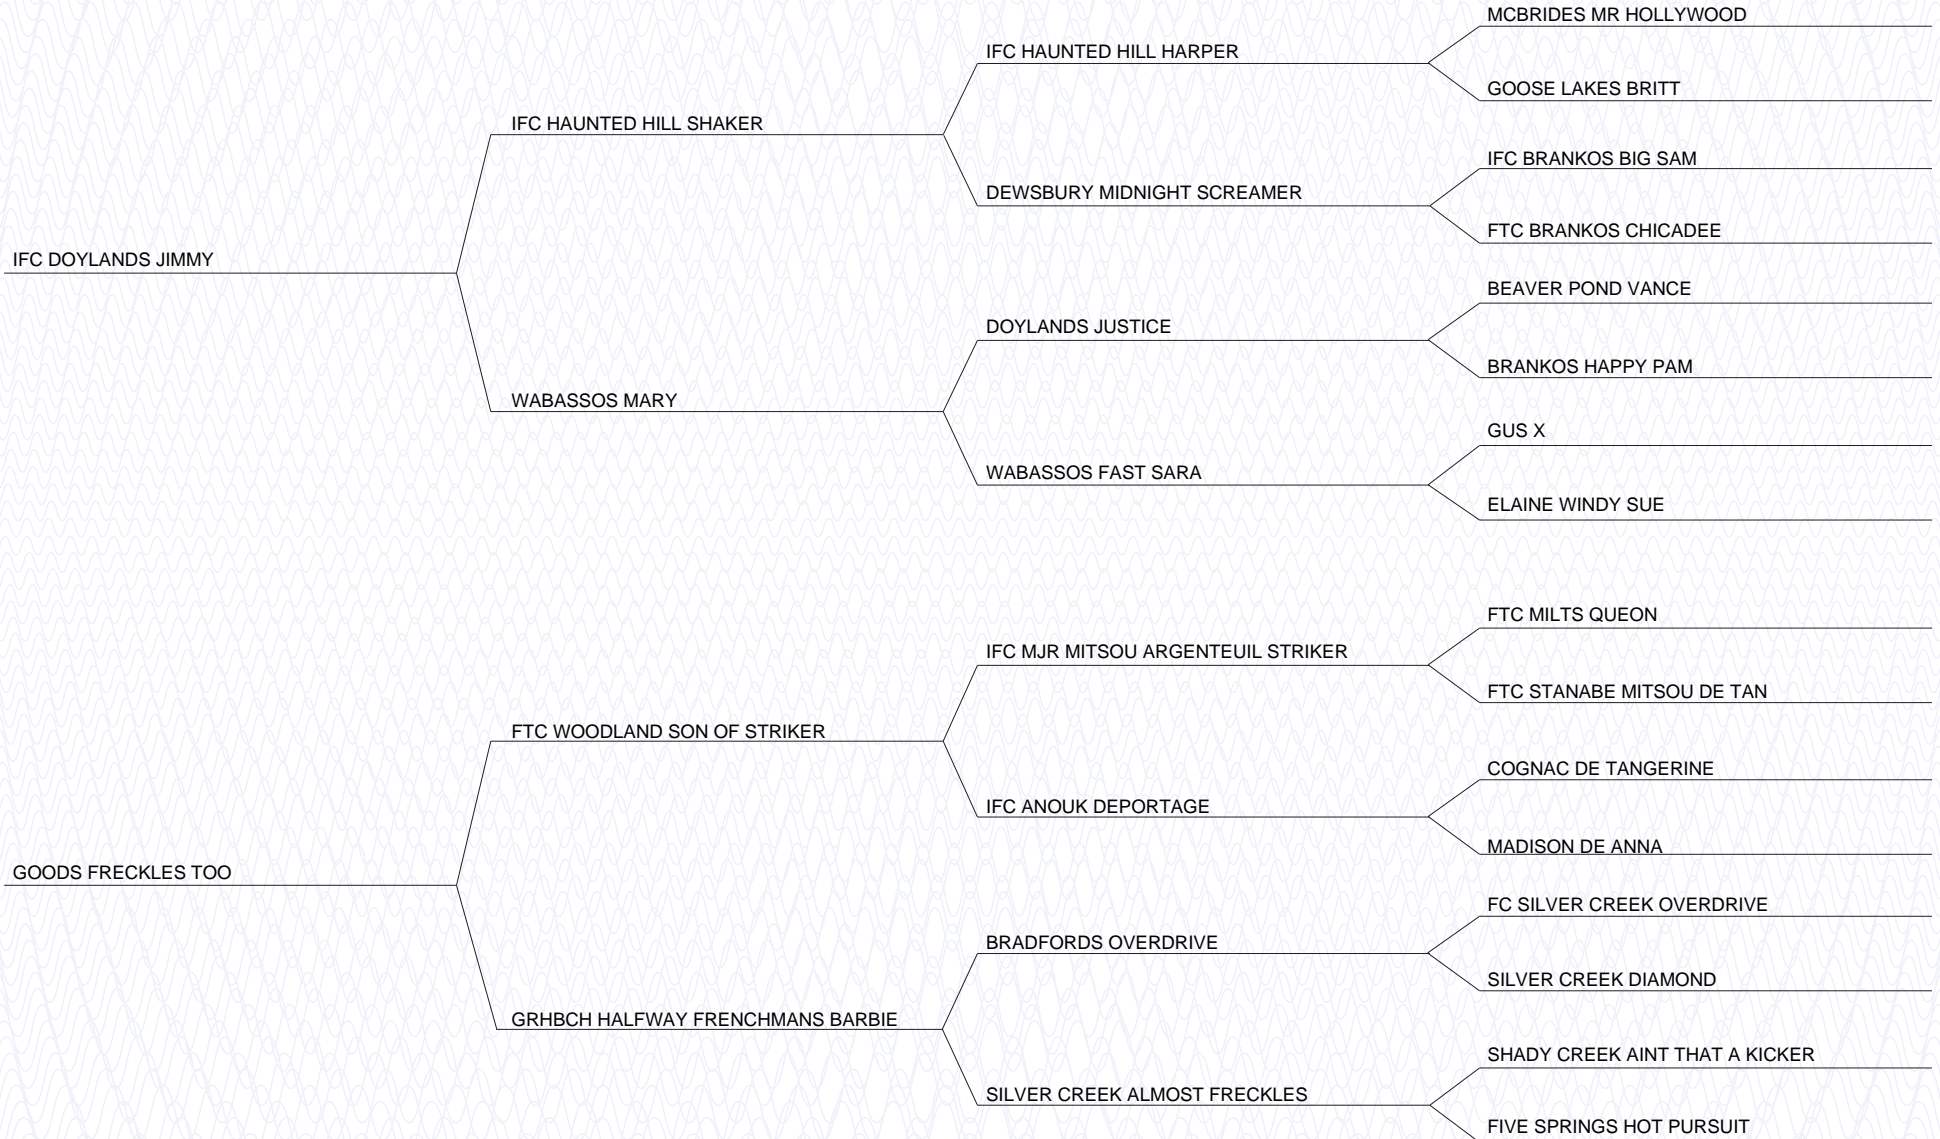 MCBRIDES MR HOLLYWOOD
IFC HAUNTED HILL HARPER
GOOSE LAKES BRITT
IFC HAUNTED HILL SHAKER
IFC BRANKOS BIG SAM
DEWSBURY MIDNIGHT SCREAMER
FTC BRANKOS CHICADEE
IFC DOYLANDS JIMMY
BEAVER POND VANCE
DOYLANDS JUSTICE
BRANKOS HAPPY PAM
WABASSOS MARY
GUS X
WABASSOS FAST SARA
ELAINE WINDY SUE
FTC MILTS QUEON
IFC MJR MITSOU ARGENTEUIL STRIKER
FTC STANABE MITSOU DE TAN
FTC WOODLAND SON OF STRIKER
COGNAC DE TANGERINE
IFC ANOUK DEPORTAGE
MADISON DE ANNA
GOODS FRECKLES TOO
FC SILVER CREEK OVERDRIVE
BRADFORDS OVERDRIVE
SILVER CREEK DIAMOND
GRHBCH HALFWAY FRENCHMANS BARBIE
SHADY CREEK AINT THAT A KICKER
SILVER CREEK ALMOST FRECKLES
FIVE SPRINGS HOT PURSUIT